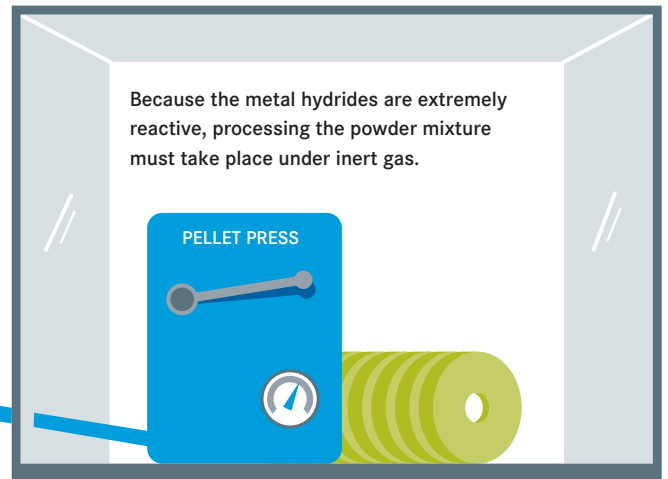 Because the metal hydrides are extremely
reactive, processing the powder mixture
must take place under inert gas.
PELLET PRESS